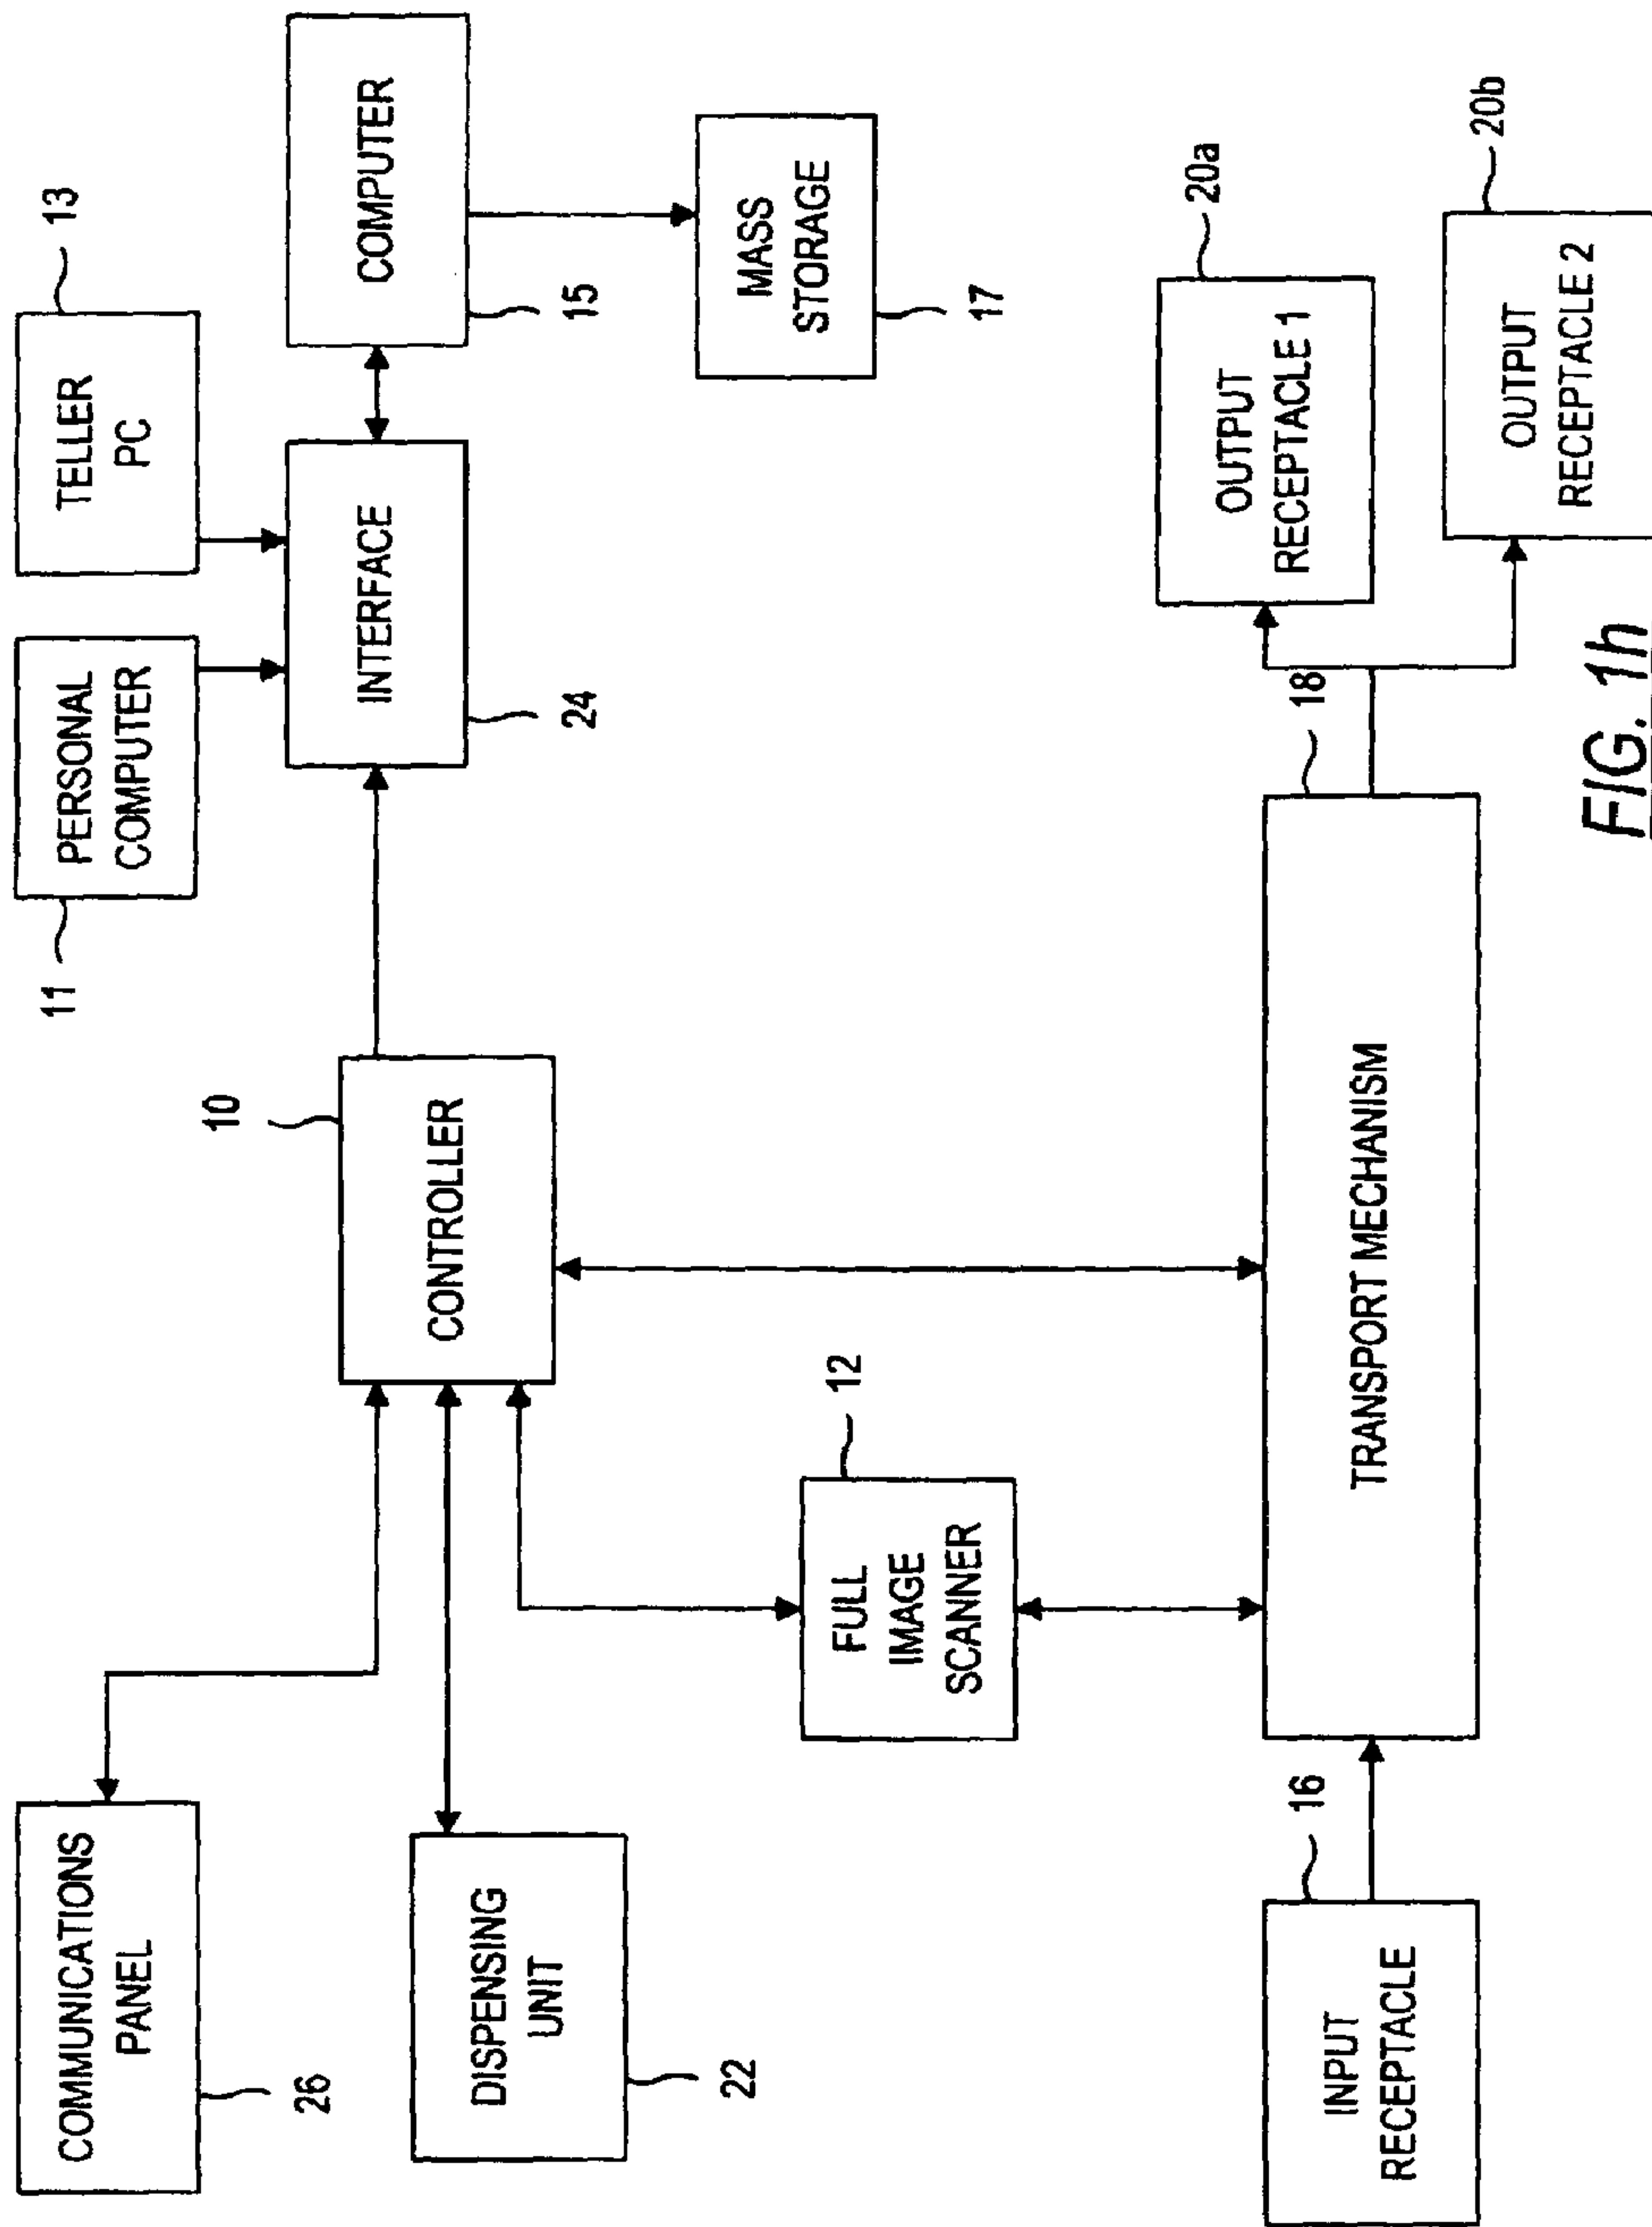 COMMUNICATIONS
PANEL
26
DISPENSING
UNIT
22
10
CONTROLLER
PERSONAL
COMPUTER
11
TELLER
PC
13
INTERFACE
24
COMPUTER
15
MASS
STORAGE
17
12
FULL
IMAGE
SCANNER
INPUT
RECEPTACLE
16
TRANSPORT MECHANISM
18
OUTPUT
RECEPTACLE 1
20a
OUTPUT
RECEPTACLE 2
20b
FIG. 1h